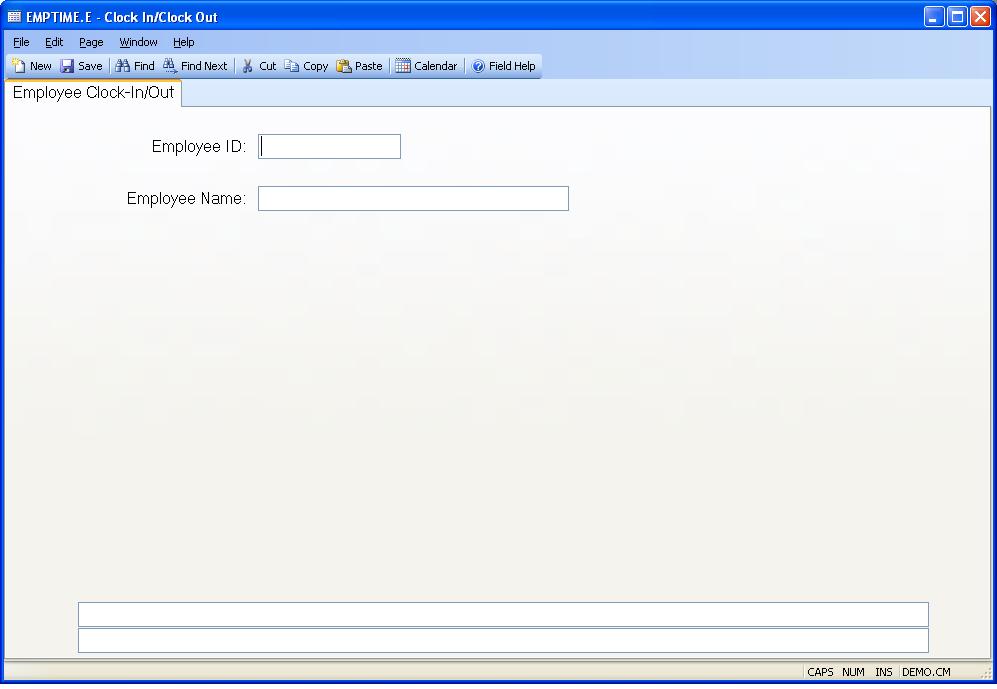 EMPTIME.E - Clock In/Clock Out
File Edit Page Window Help
New Save Find Find Next Cut Copy Paste Calendar Field Help
Employee Clock-In/Out
Employee ID:
Employee Name:
CAPS NUM INS DEMO.CM